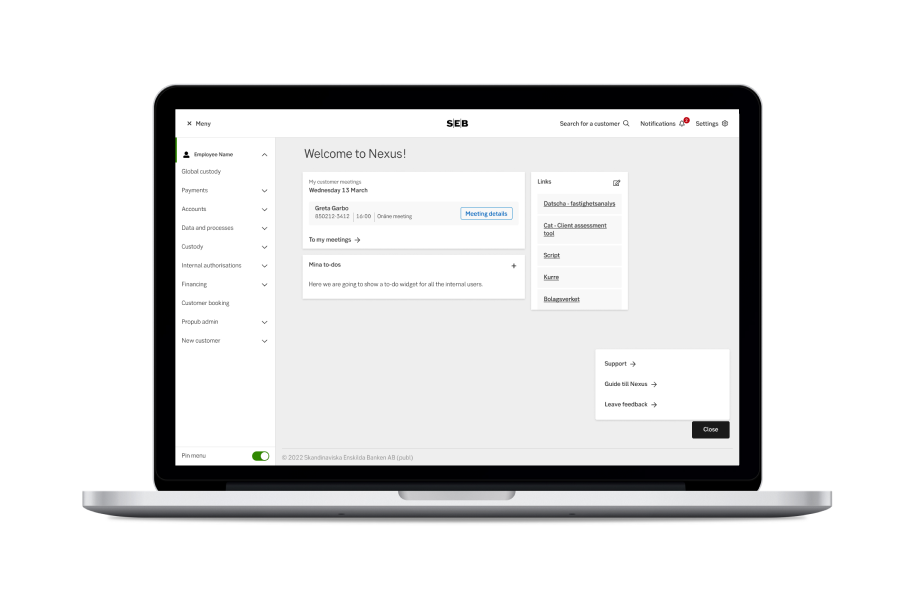 Meny
SEB
Search for a customer
Notifications
2
Settings
Employee Name
Global custody
Payments
Accounts
Data and processes
Custody
Internal authorisations
Financing
Customer booking
Propub admin
New customer
Pin menu
Welcome to Nexus!
My customer meetings
Wednesday 13 March
Greta Garbo
850212-3412 | 16:00 | Online meeting
Meeting details
To my meetings
Mina to-dos
Here we are going to show a to-do widget for all the internal users.
Links
Datscha - fastighetsanalys
Cat - Client assessment
tool
Script
Kurre
Bolagsverket
Support
Guide till Nexus
Leave feedback
Close
© 2022 Skandinaviska Enskilda Banken AB (publ)